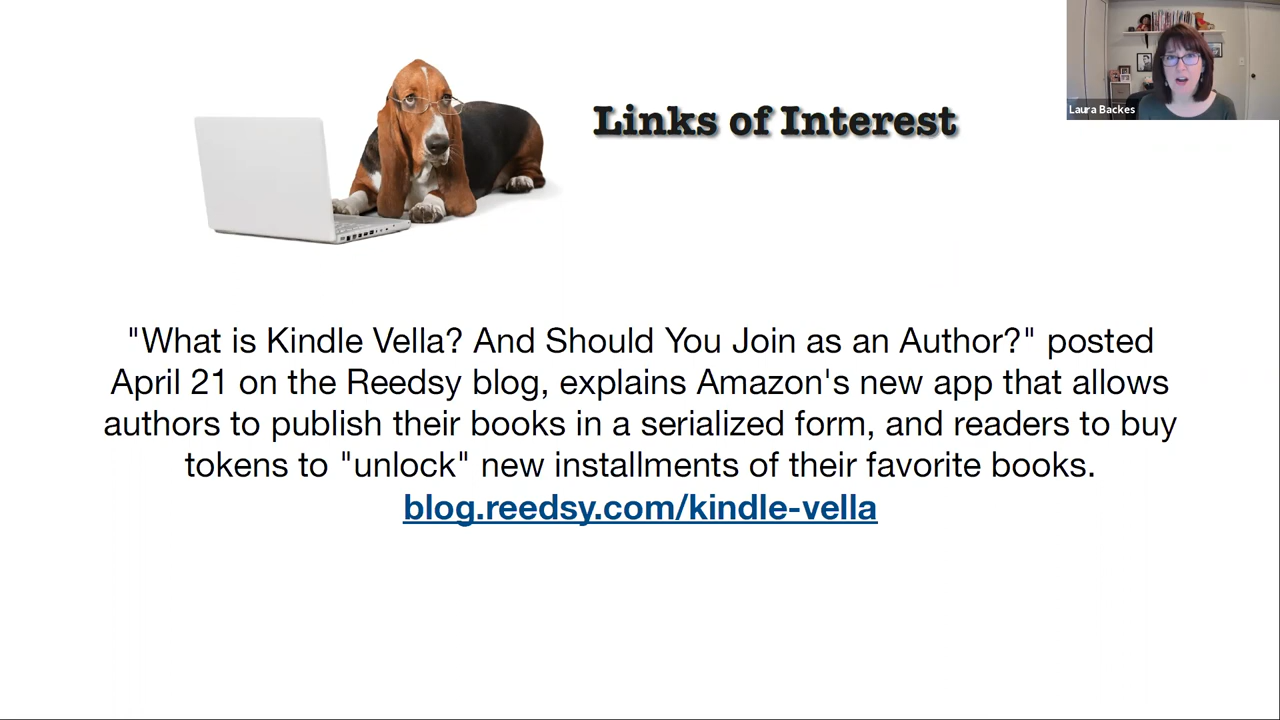 Laura Backes
Links of Interest
"What is Kindle Vella? And Should You Join as an Author?" posted
April 21 on the Reedsy blog, explains Amazon's new app that allows
authors to publish their books in a serialized form, and readers to buy
tokens to "unlock" new installments of their favorite books.
blog.reedsy.com/kindle-vella